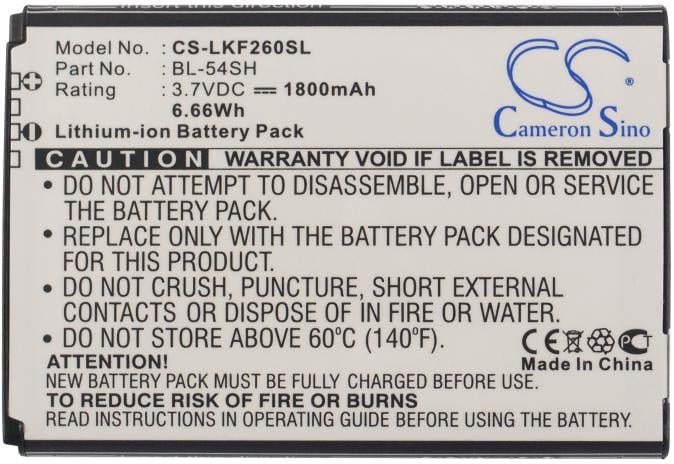 Model No.: CS-LKF260SL
Part No.: BL-54SH
Rating: 3.7VDC 1800mAh
6.66Wh
Lithium-ion Battery Pack
CS
Cameron Sino
CAUTION WARRANTY VOID IF LABEL IS REMOVED
• DO NOT ATTEMPT TO DISASSEMBLE, OPEN OR SERVICE
THE BATTERY PACK.
• REPLACE ONLY WITH THE BATTERY PACK DESIGNATED
FOR THIS EQUIPMENT.
• DO NOT CRUSH, PUNCTURE, SHORT EXTERNAL
CONTACTS OR DISPOSE OF IN FIRE OR WATER.
• DO NOT STORE ABOVE 60°C (140°F).
CE
PCT
Made In China
ATTENTION!
NEW BATTERY PACK MUST BE FULLY CHARGED BEFORE USE.
TO REDUCE RISK OF FIRE OR BURNS
READ INSTRUCTIONS IN OPERATING GUIDE BEFORE USE.